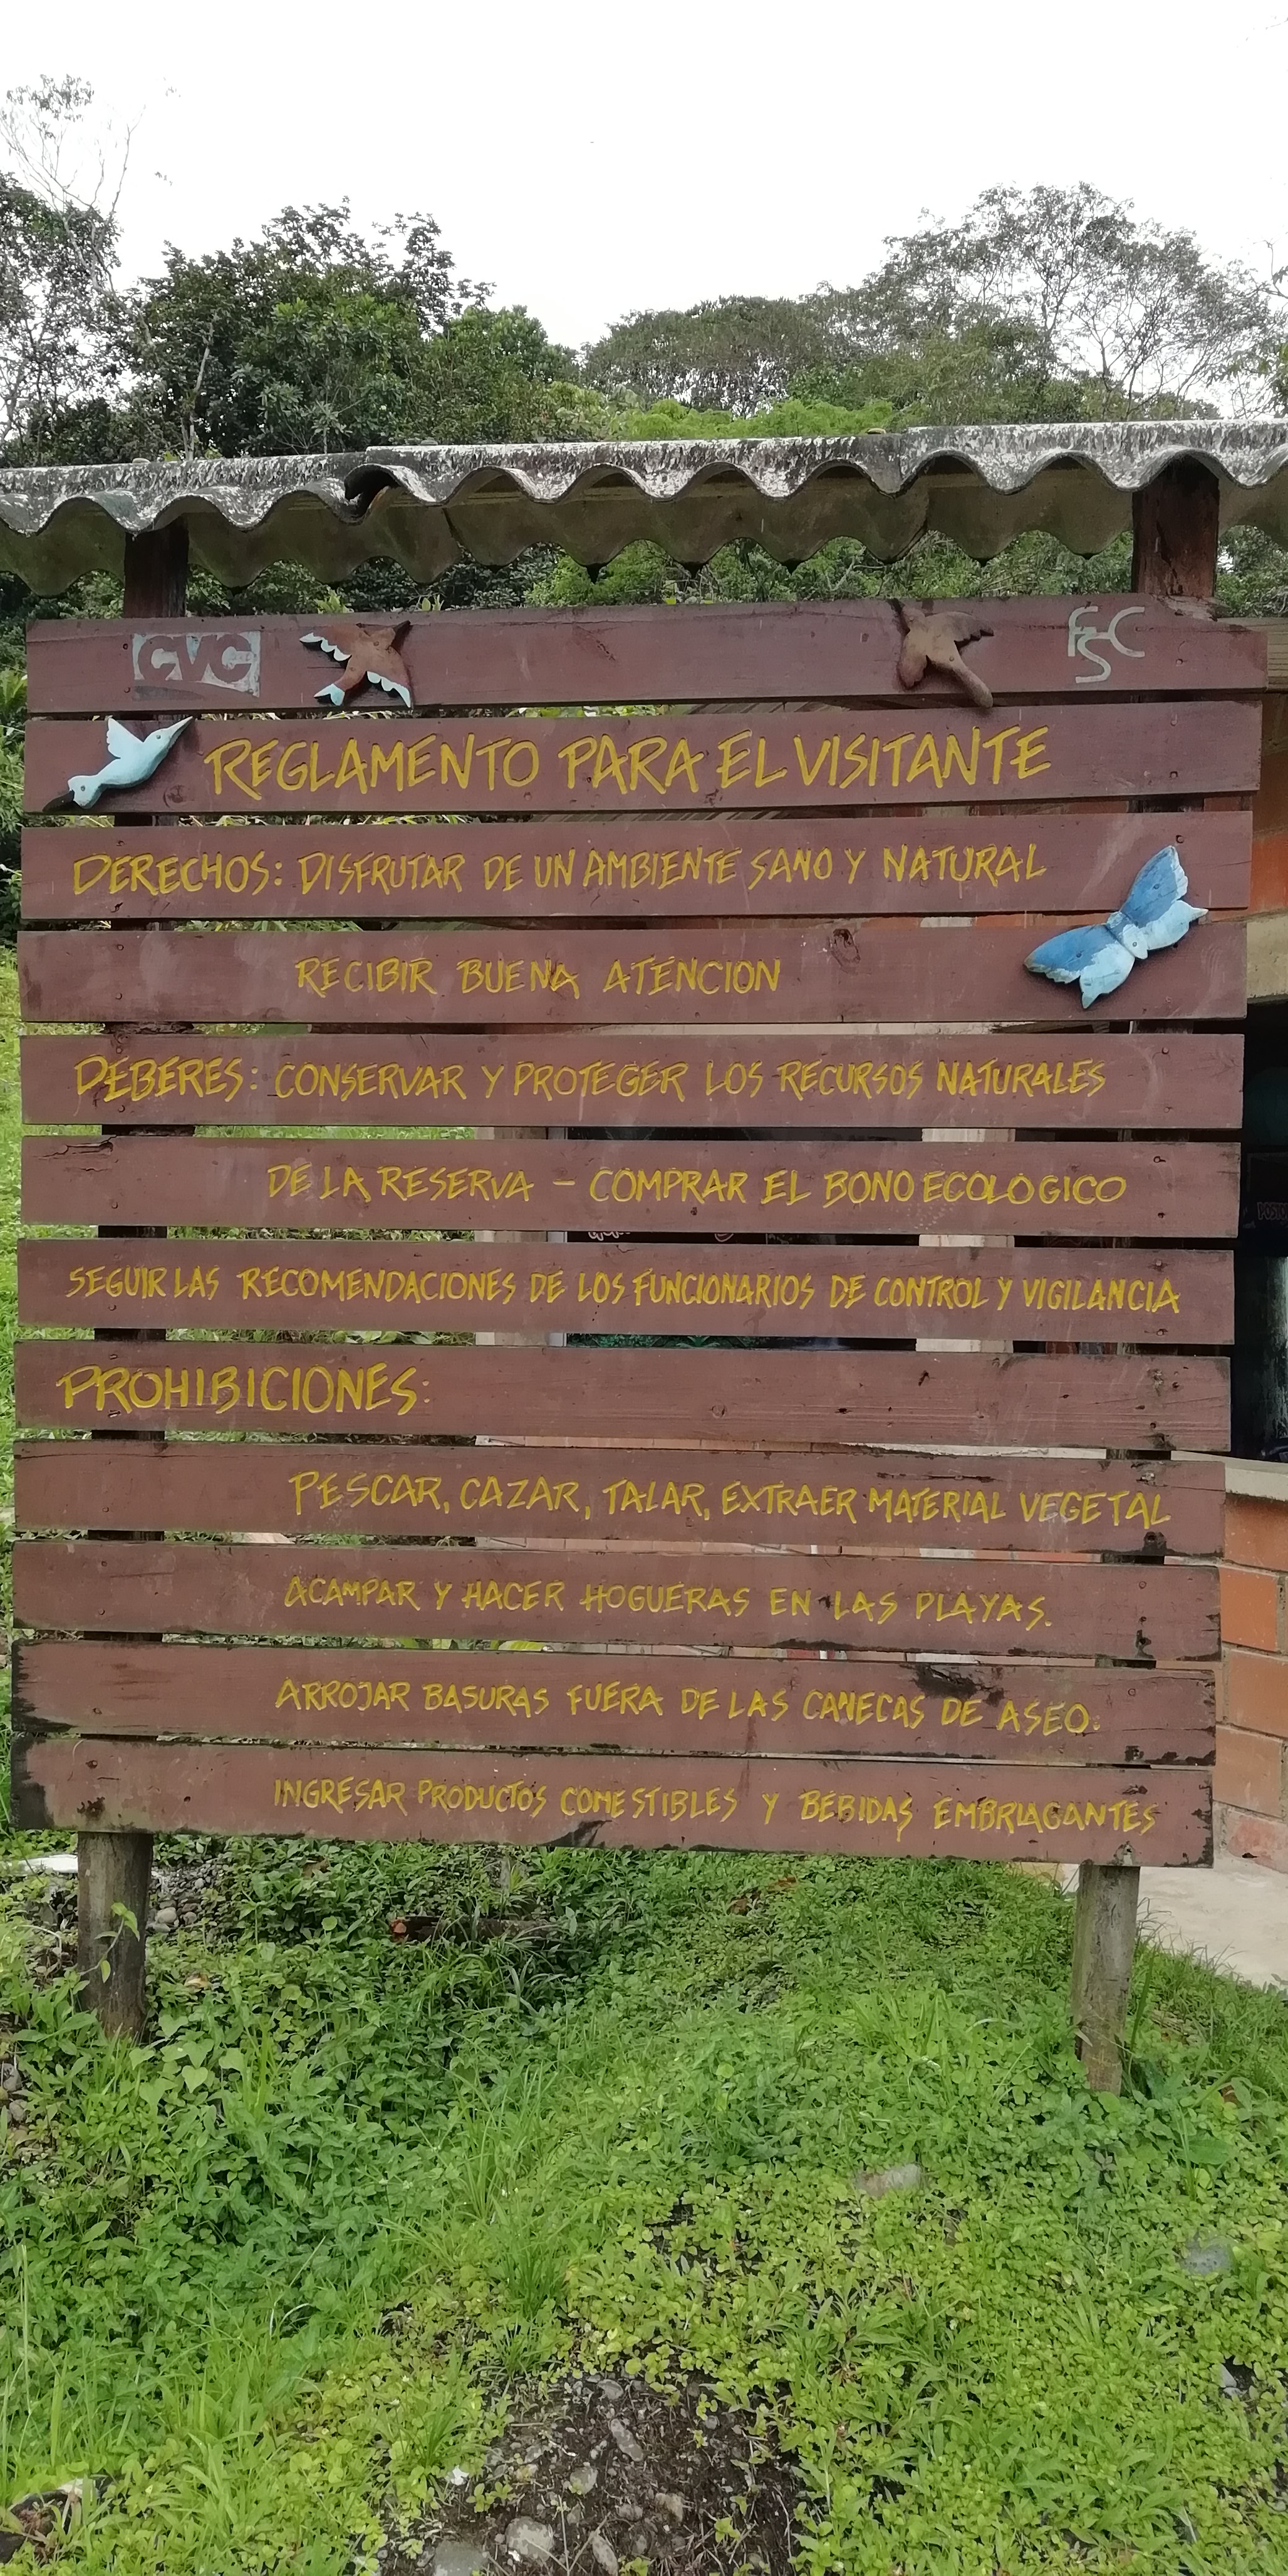 CVC
FSC
REGLAMENTO PARA EL VISITANTE
DERECHOS: DISFRUTAR DE UN AMBIENTE SANO Y NATURAL
RECIBIR BUENA ATENCION
DEBERES: CONSERVAR Y PROTEGER LOS RECURSOS NATURALES
DE LA RESERVA - COMPRAR EL BONO ECOLOGICO
SEGUIR LAS RECOMENDACIONES DE LOS FUNCIONARIOS DE CONTROL Y VIGILANCIA
PROHIBICIONES:
PESCAR, CAZAR, TALAR, EXTRAER MATERIAL VEGETAL
ACAMPAR Y HACER HOGUERAS EN LAS PLAYAS.
ARROJAR BASURAS FUERA DE LAS CANECAS DE ASEO.
INGRESAR PRODUCTOS COMESTIBLES Y BEBIDAS EMBRIAGANTES